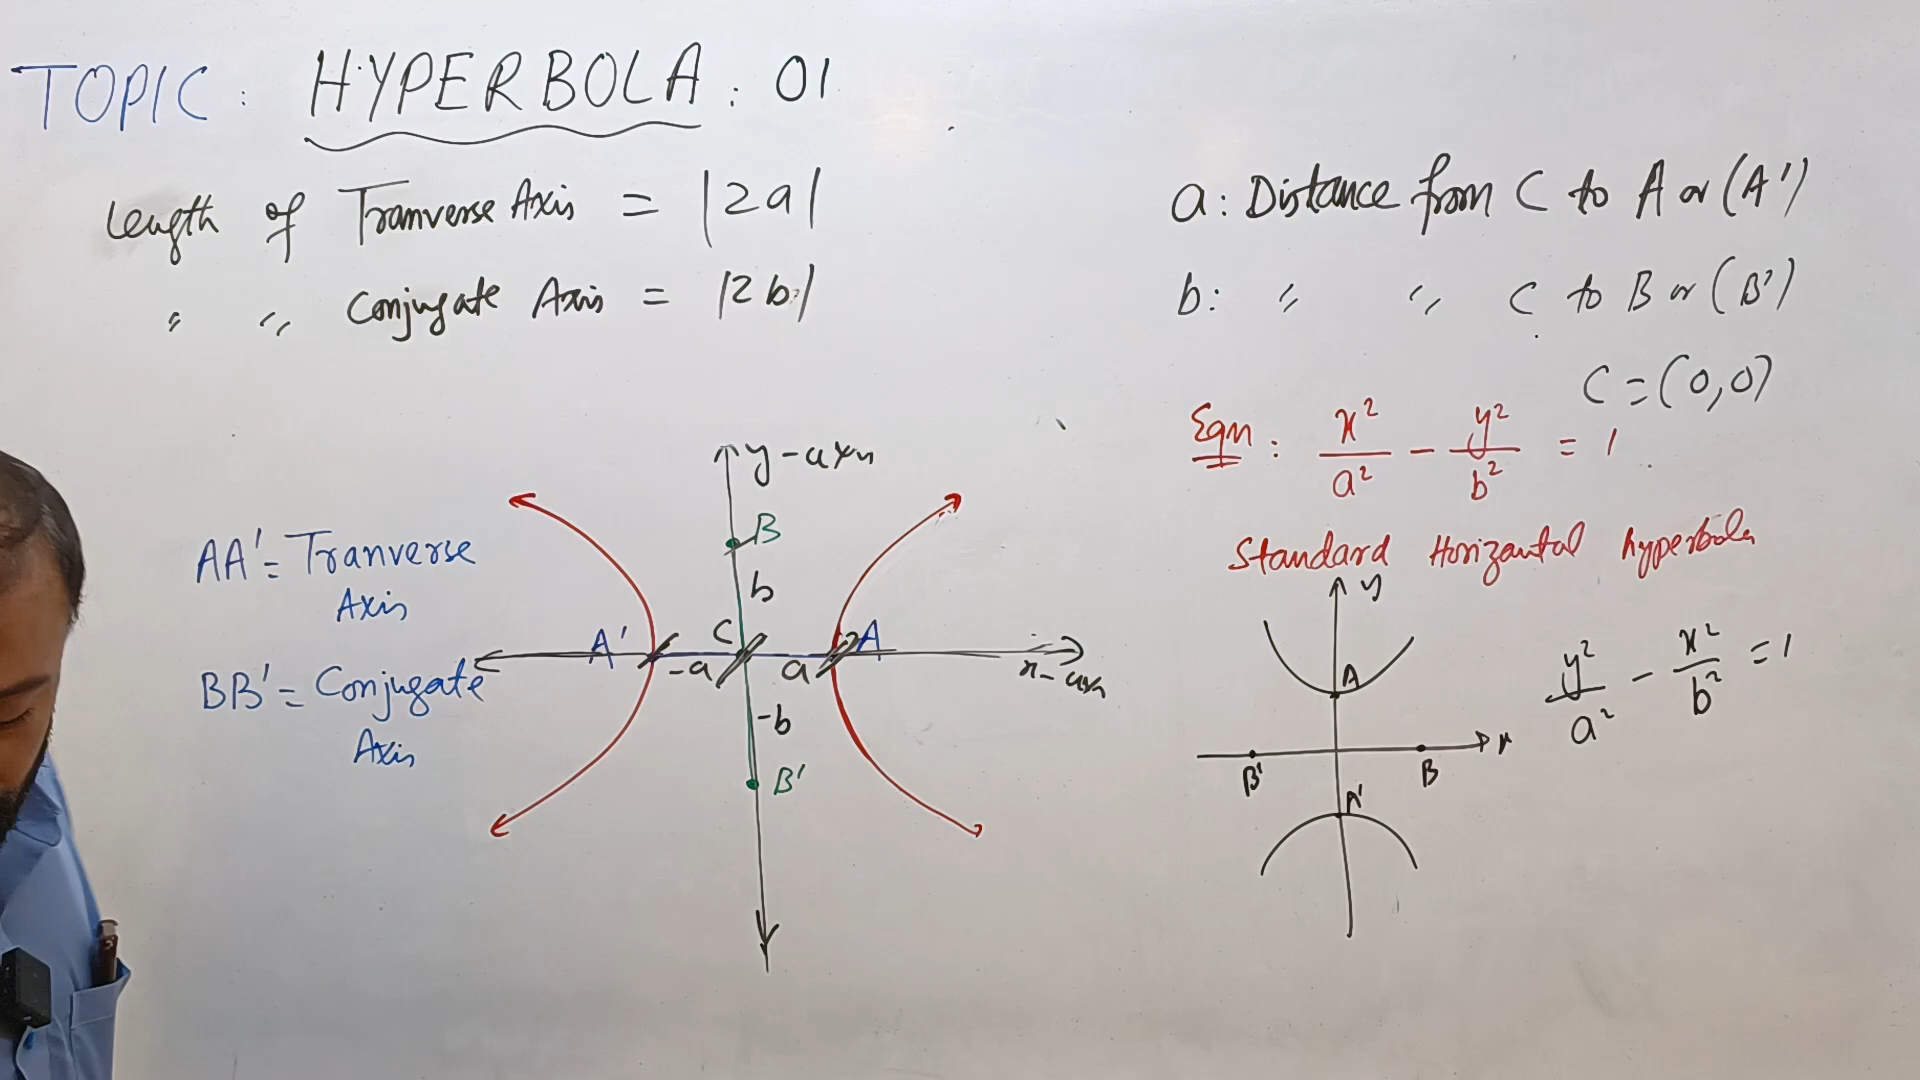 TOPIC: HYPERBOLA: 01
length of Tranverse Axis = |2a|
" " Conjugate Axis = |2b|
a: Distance from C to A or (A')
b: " " C to B or (B')
C = (0,0)
Eqn: x²/a² - y²/b² = 1
Standard Horizantal hyperbola
y-axis
B
b
AA' = Tranverse
Axis
A' C A
-a a
x-axis
BB' = Conjugate
Axis
-b
B'
y
A
y²/a² - x²/b² = 1
x
B' B
A'